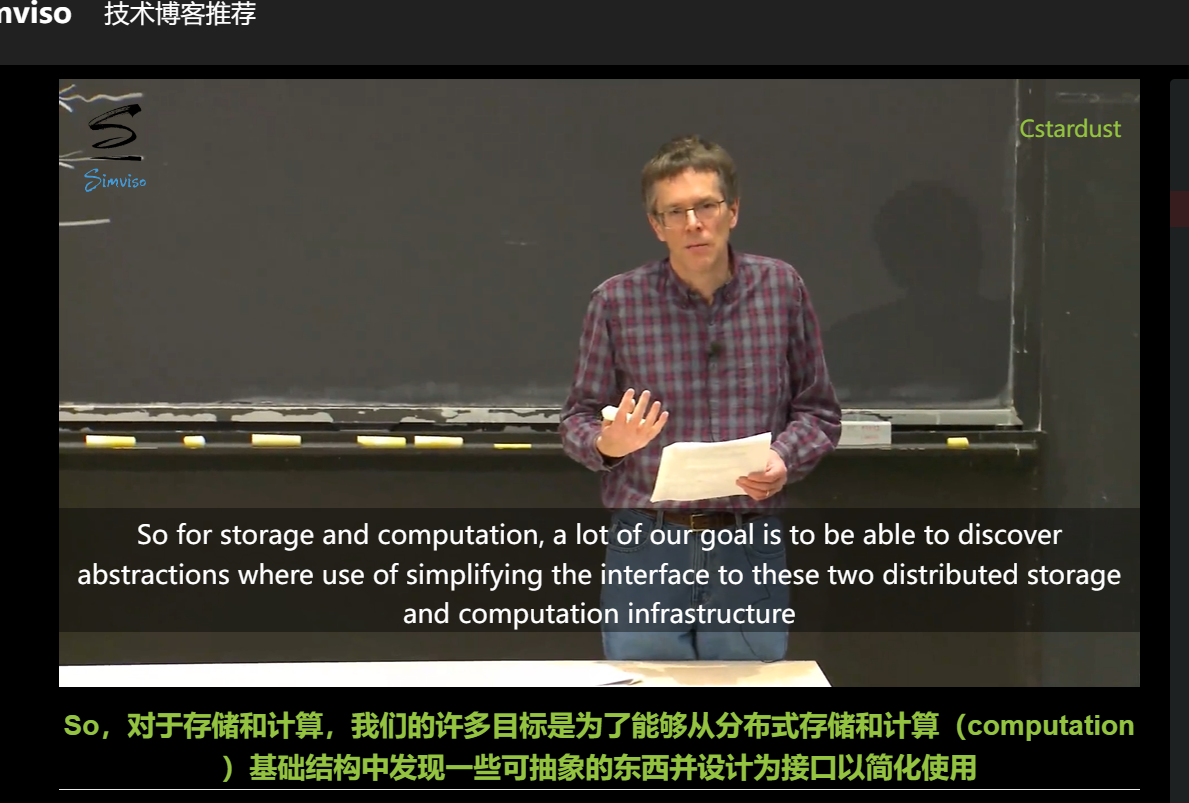 nviso 技术博客推荐
Simviso
Cstardust
So for storage and computation, a lot of our goal is to be able to discover
abstractions where use of simplifying the interface to these two distributed storage
and computation infrastructure
So，对于存储和计算，我们的许多目标是为了能够从分布式存储和计算（computation
）基础结构中发现一些可抽象的东西并设计为接口以简化使用